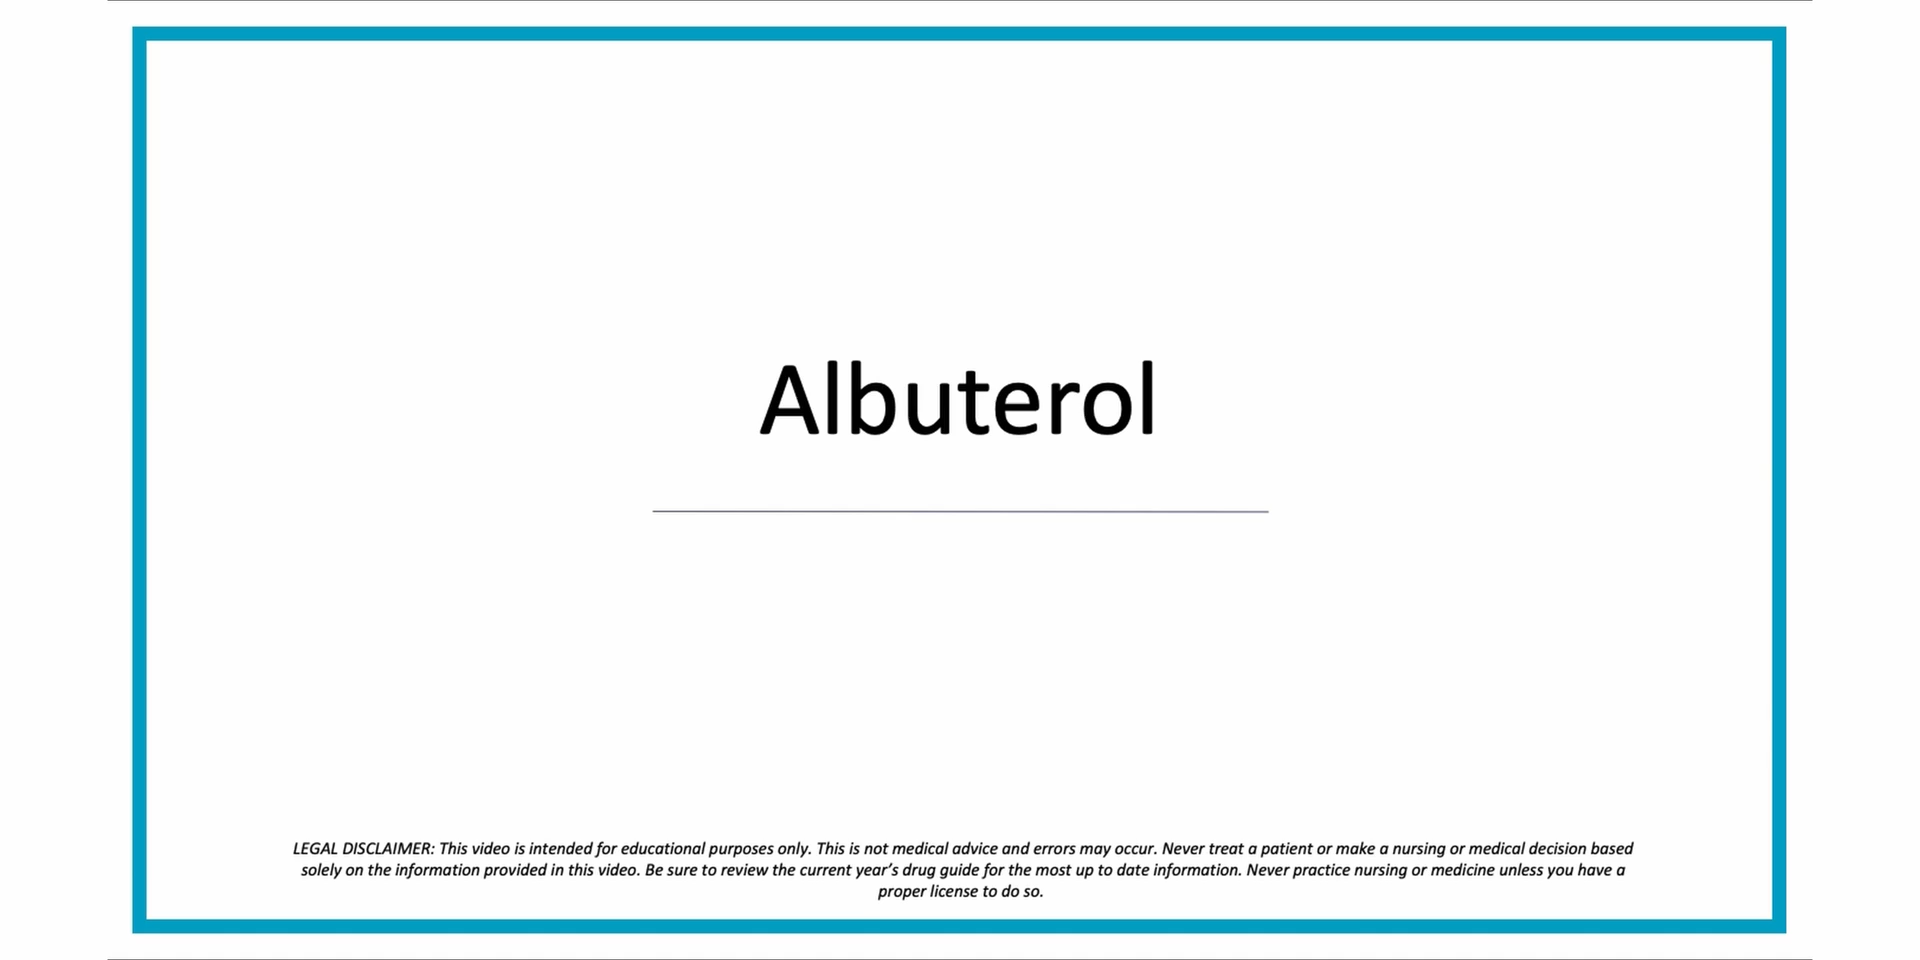 Albuterol
LEGAL DISCLAIMER: This video is intended for educational purposes only. This is not medical advice and errors may occur. Never treat a patient or make a nursing or medical decision based
solely on the information provided in this video. Be sure to review the current year’s drug guide for the most up to date information. Never practice nursing or medicine unless you have a
proper license to do so.